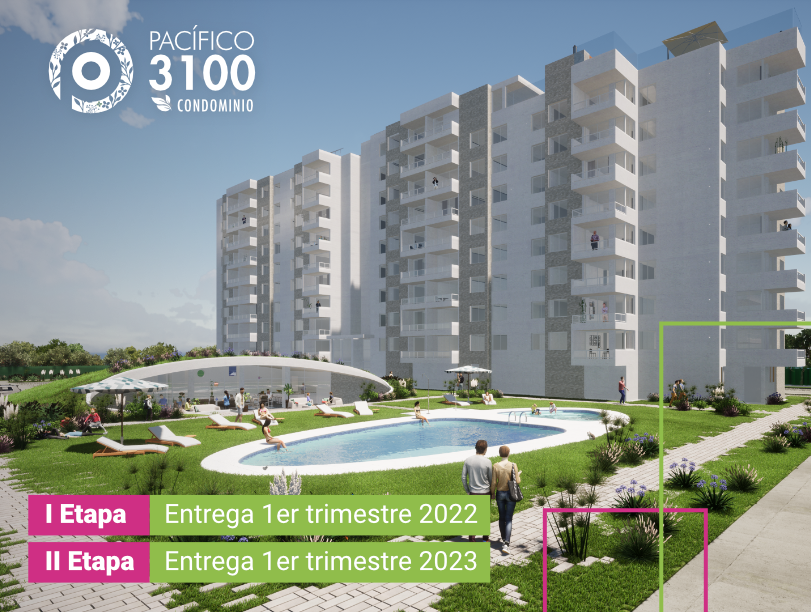 PACÍFICO
3100
CONDOMINIO
I Etapa Entrega 1er trimestre 2022
II Etapa Entrega 1er trimestre 2023